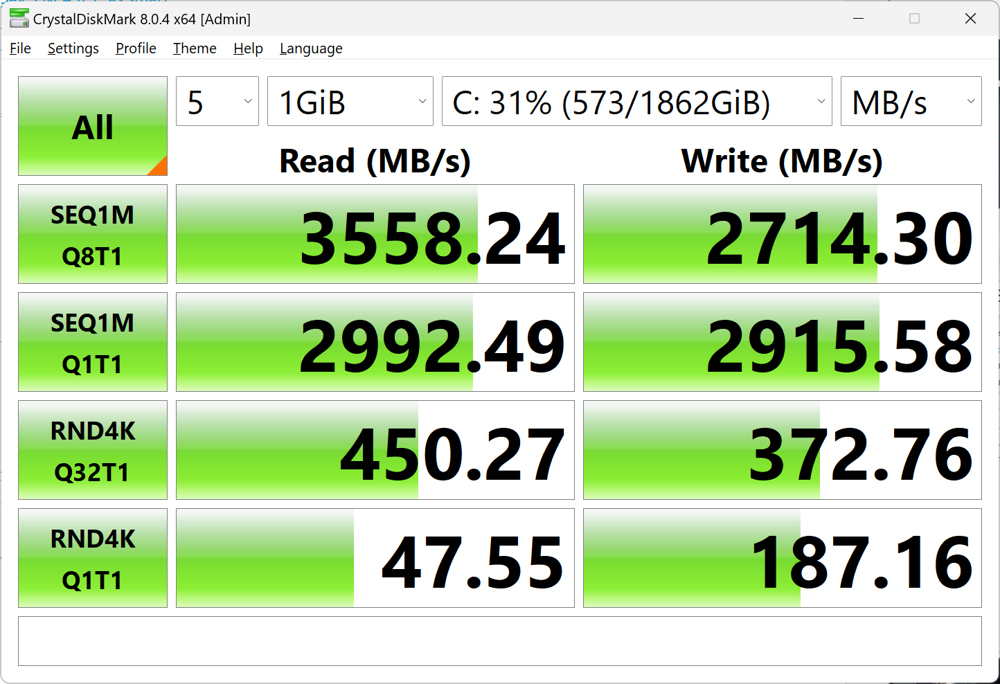 CrystalDiskMark 8.0.4 x64 [Admin]
File Settings Profile Theme Help Language
All 5 1GiB C: 31% (573/1862GiB) MB/s
Read (MB/s) Write (MB/s)
SEQ1M
Q8T1 3558.24 2714.30
SEQ1M
Q1T1 2992.49 2915.58
RND4K
Q32T1 450.27 372.76
RND4K
Q1T1 47.55 187.16